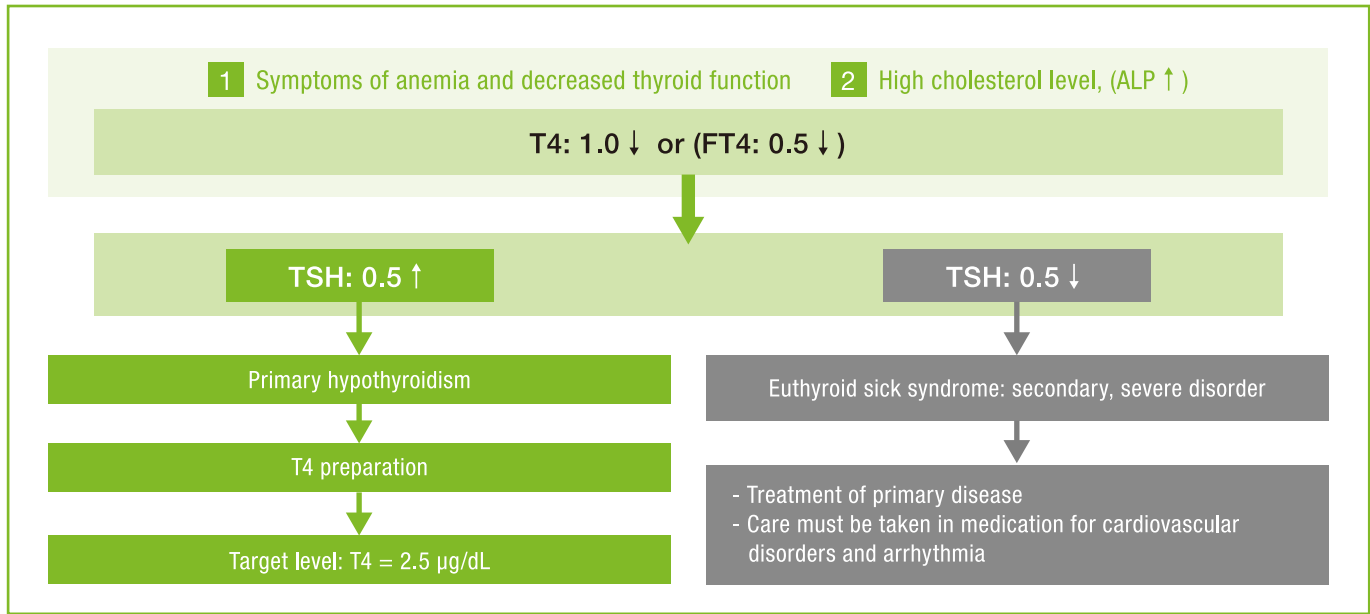 1 Symptoms of anemia and decreased thyroid function 2 High cholesterol level, (ALP ↑ )
T4: 1.0 ↓ or (FT4: 0.5 ↓ )
TSH: 0.5 ↑
TSH: 0.5 ↓
Primary hypothyroidism
Euthyroid sick syndrome: secondary, severe disorder
T4 preparation
- Treatment of primary disease
- Care must be taken in medication for cardiovascular
disorders and arrhythmia
Target level: T4 = 2.5 μg/dL